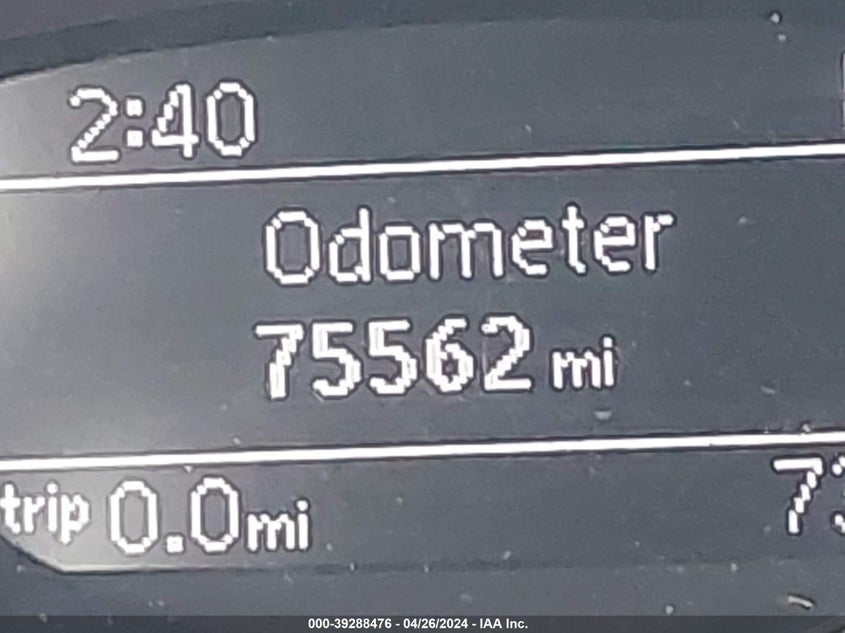 2:40
Odometer
75562 mi
trip 0.0 mi
000-39288476 - 04/26/2024 - IAA Inc.